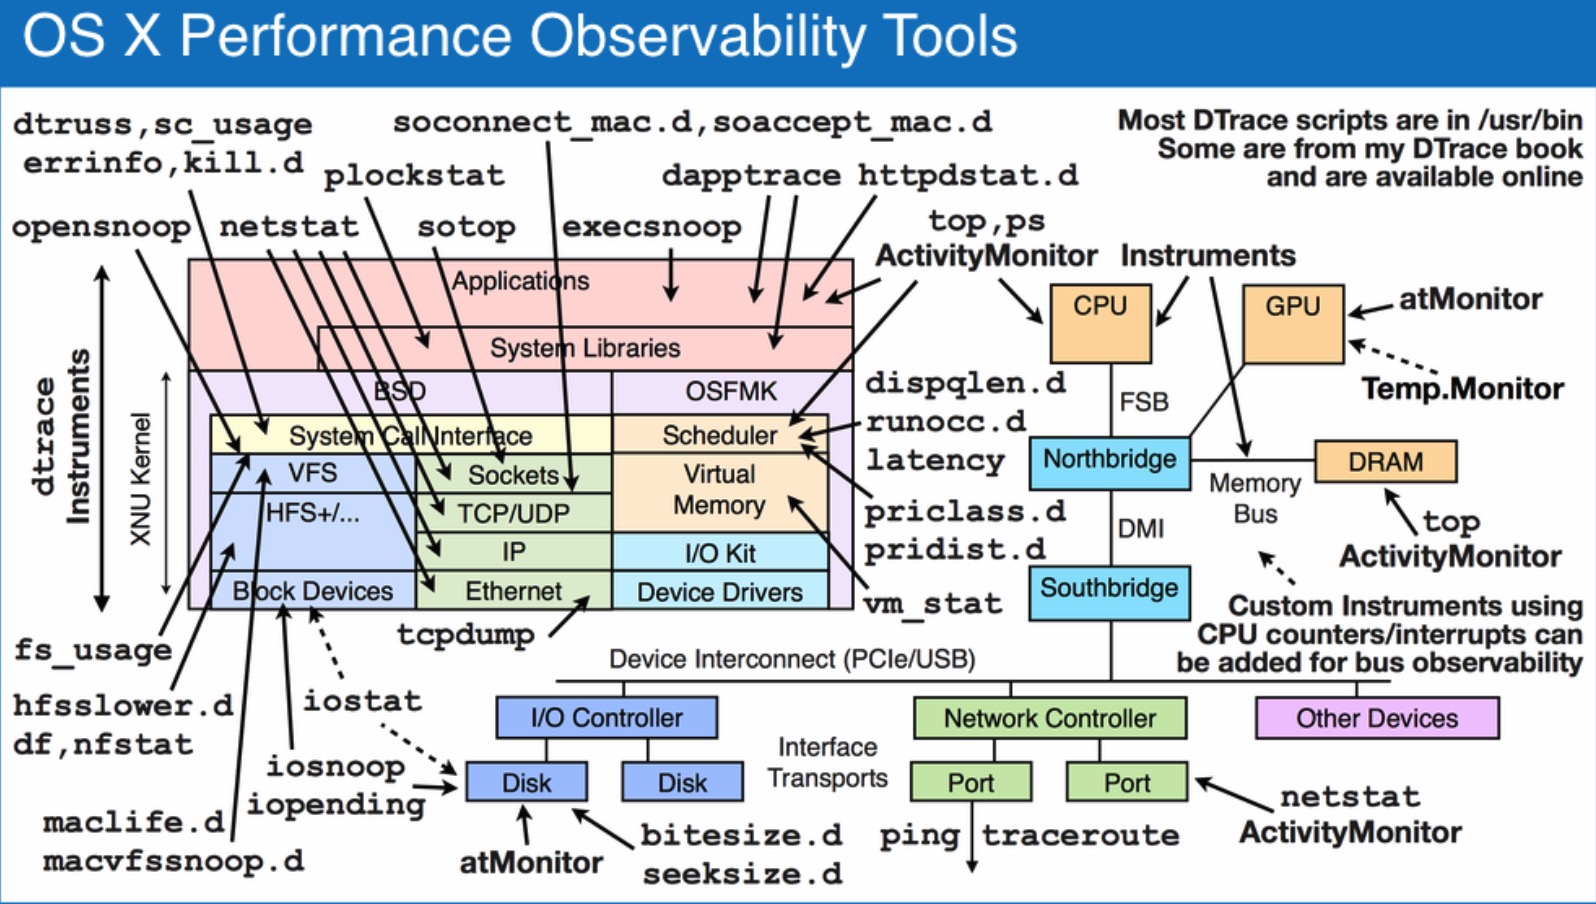 OS X Performance Observability Tools
dtruss,sc_usage
errinfo,kill.d
soconnect_mac.d,soaccept_mac.d
Most DTrace scripts are in /usr/bin
Some are from my DTrace book
and are available online
plockstat
dapptrace
httpdstat.d
opensnoop
netstat
sotop
execsnoop
top,ps
ActivityMonitor
Instruments
Applications
System Libraries
CPU
GPU
atMonitor
Temp.Monitor
dtrace
Instruments
XNU Kernel
BSD
OSFMK
System Call Interface
Scheduler
VFS
Sockets
Virtual
Memory
HFS+/...
TCP/UDP
IP
I/O Kit
Block Devices
Ethernet
Device Drivers
dispqlen.d
runocc.d
latency
priclass.d
pridist.d
vm_stat
FSB
Northbridge
Memory
Bus
DRAM
DMI
top
ActivityMonitor
Southbridge
Custom Instruments using
CPU counters/interrupts can
be added for bus observability
tcpdump
fs_usage
Device Interconnect (PCIe/USB)
hfsslower.d
df,nfstat
iostat
I/O Controller
Network Controller
Other Devices
Interface
Transports
iosnoop
iopending
Disk
Disk
Port
Port
netstat
ActivityMonitor
maclife.d
macvfssnoop.d
atMonitor
bitesize.d
seeksize.d
ping
traceroute